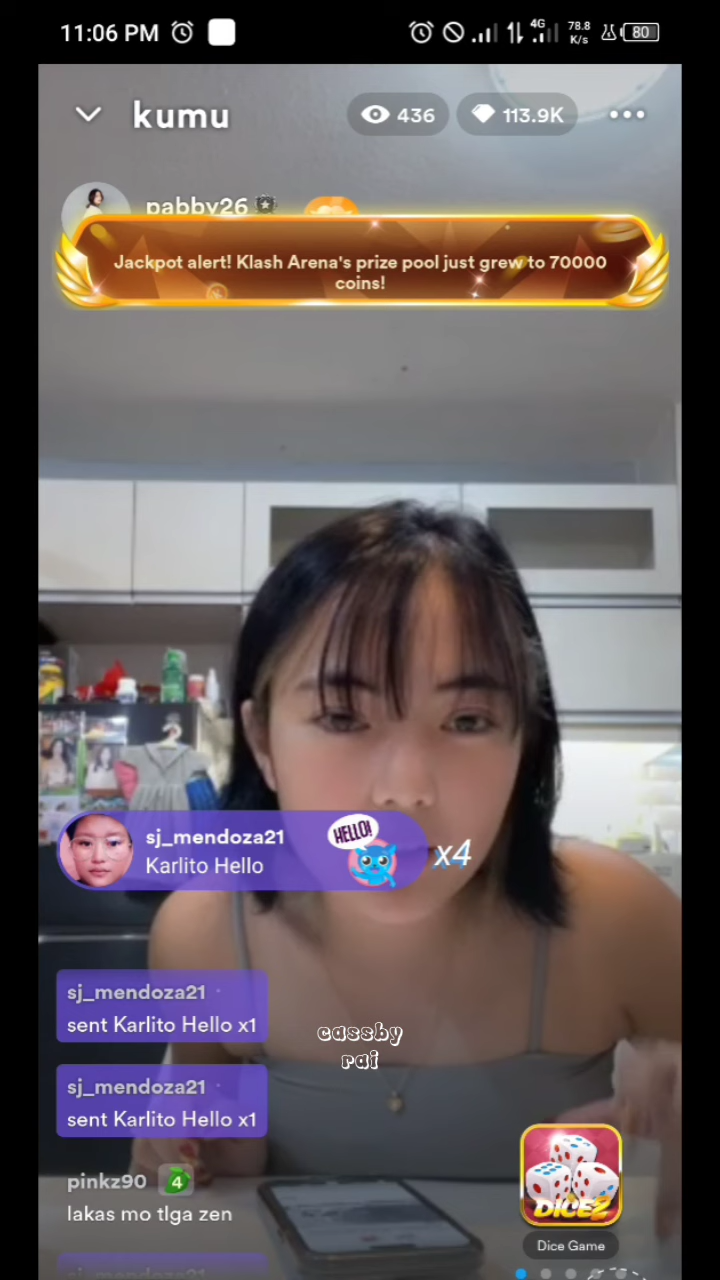 11:06 PM
4G
78.8
K/s
80
kumu
436
113.9K
pabby26
Jackpot alert! Klash Arena's prize pool just grew to 70000
coins!
sj_mendoza21
Karlito Hello
HELLO!
x4
sj_mendoza21
sent Karlito Hello x1
cassby
rai
sj_mendoza21
sent Karlito Hello x1
pinkz90 4
lakas mo tlga zen
DICE2
Dice Game